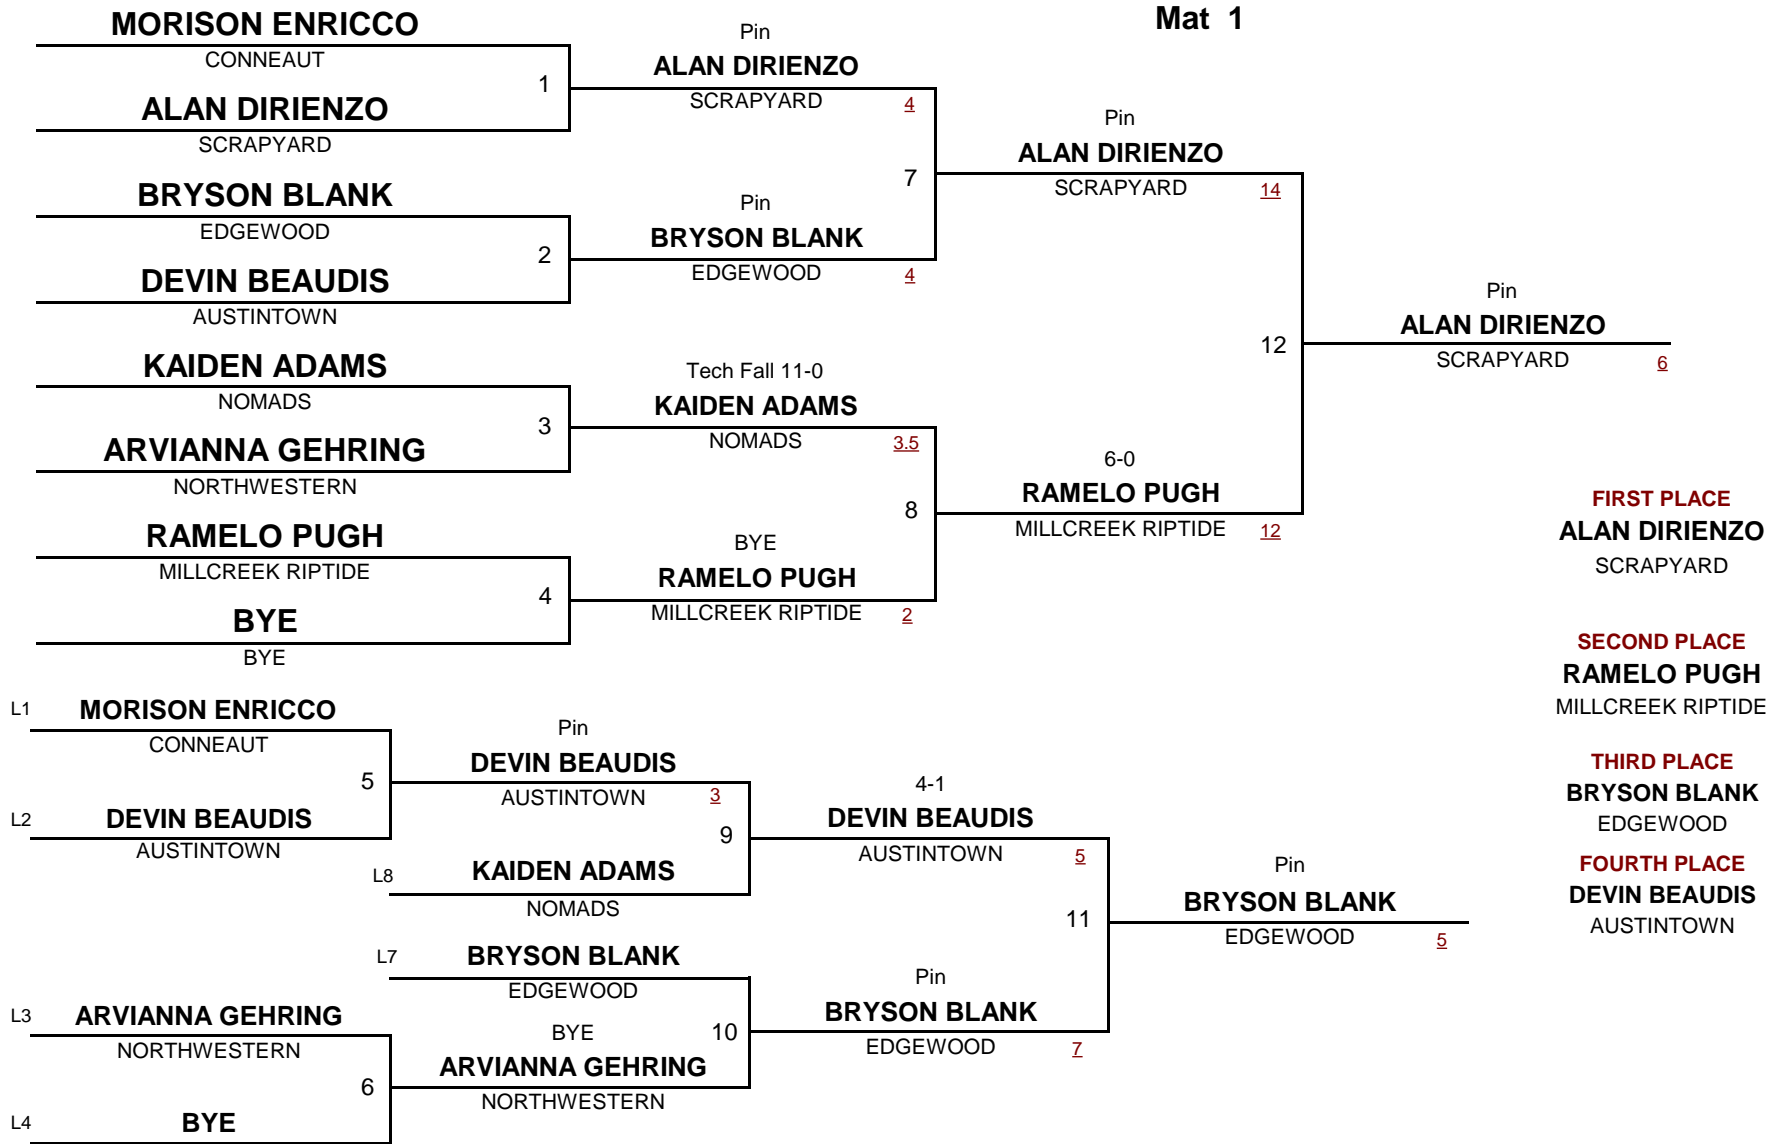 Mat 1
MORISON ENRICCO
CONNEAUT
1
ALAN DIRIENZO
SCRAPYARD
BRYSON BLANK
EDGEWOOD
2
DEVIN BEAUDIS
AUSTINTOWN
KAIDEN ADAMS
NOMADS
3
ARVIANNA GEHRING
NORTHWESTERN
RAMELO PUGH
MILLCREEK RIPTIDE
4
BYE
BYE
Pin
ALAN DIRIENZO
SCRAPYARD 4
7
Pin
BRYSON BLANK
EDGEWOOD 4
Tech Fall 11-0
KAIDEN ADAMS
NOMADS 3.5
8
BYE
RAMELO PUGH
MILLCREEK RIPTIDE 2
Pin
ALAN DIRIENZO
SCRAPYARD 14
12
6-0
RAMELO PUGH
MILLCREEK RIPTIDE 12
Pin
ALAN DIRIENZO
SCRAPYARD 6
FIRST PLACE
ALAN DIRIENZO
SCRAPYARD
SECOND PLACE
RAMELO PUGH
MILLCREEK RIPTIDE
THIRD PLACE
BRYSON BLANK
EDGEWOOD
FOURTH PLACE
DEVIN BEAUDIS
AUSTINTOWN
L1 MORISON ENRICCO
CONNEAUT
5
L2 DEVIN BEAUDIS
AUSTINTOWN
Pin
DEVIN BEAUDIS
AUSTINTOWN 3
9
L8 KAIDEN ADAMS
NOMADS
L7 BRYSON BLANK
EDGEWOOD
10
L3 ARVIANNA GEHRING
NORTHWESTERN
6
L4 BYE
BYE
ARVIANNA GEHRING
NORTHWESTERN
4-1
DEVIN BEAUDIS
AUSTINTOWN 5
11
Pin
BRYSON BLANK
EDGEWOOD 7
Pin
BRYSON BLANK
EDGEWOOD 5